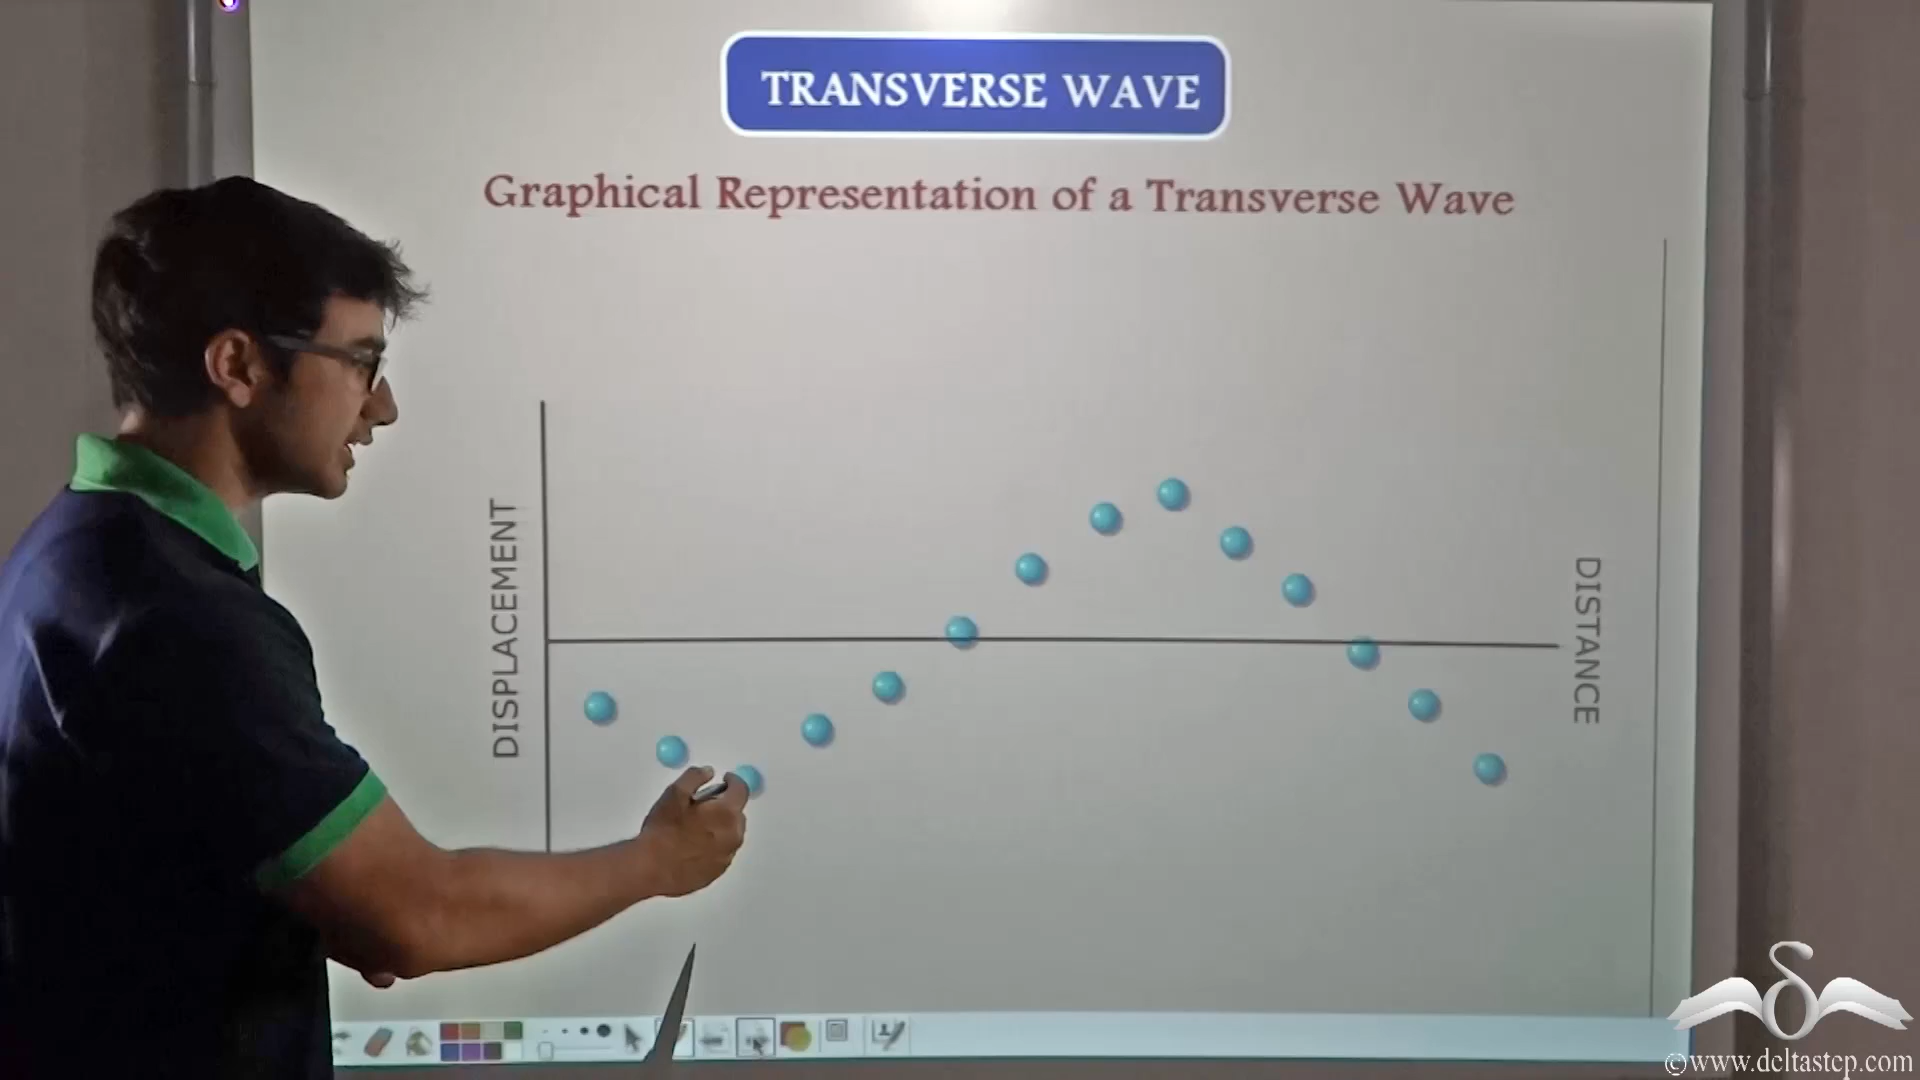 TRANSVERSE WAVE
Graphical Representation of a Transverse Wave
DISPLACEMENT
DISTANCE
©www.deltastep.com